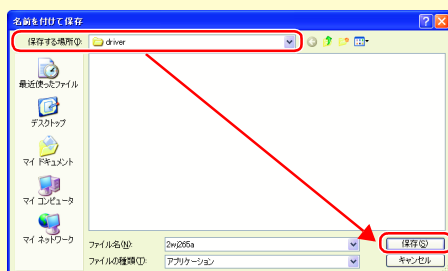 名前を付けて保存
保存する場所(I):
driver
最近使ったファイル
デスクトップ
マイ ドキュメント
マイ コンピュータ
マイ ネットワーク
ファイル名(N):
2wj265a
保存(S)
ファイルの種類(T):
アプリケーション
キャンセル